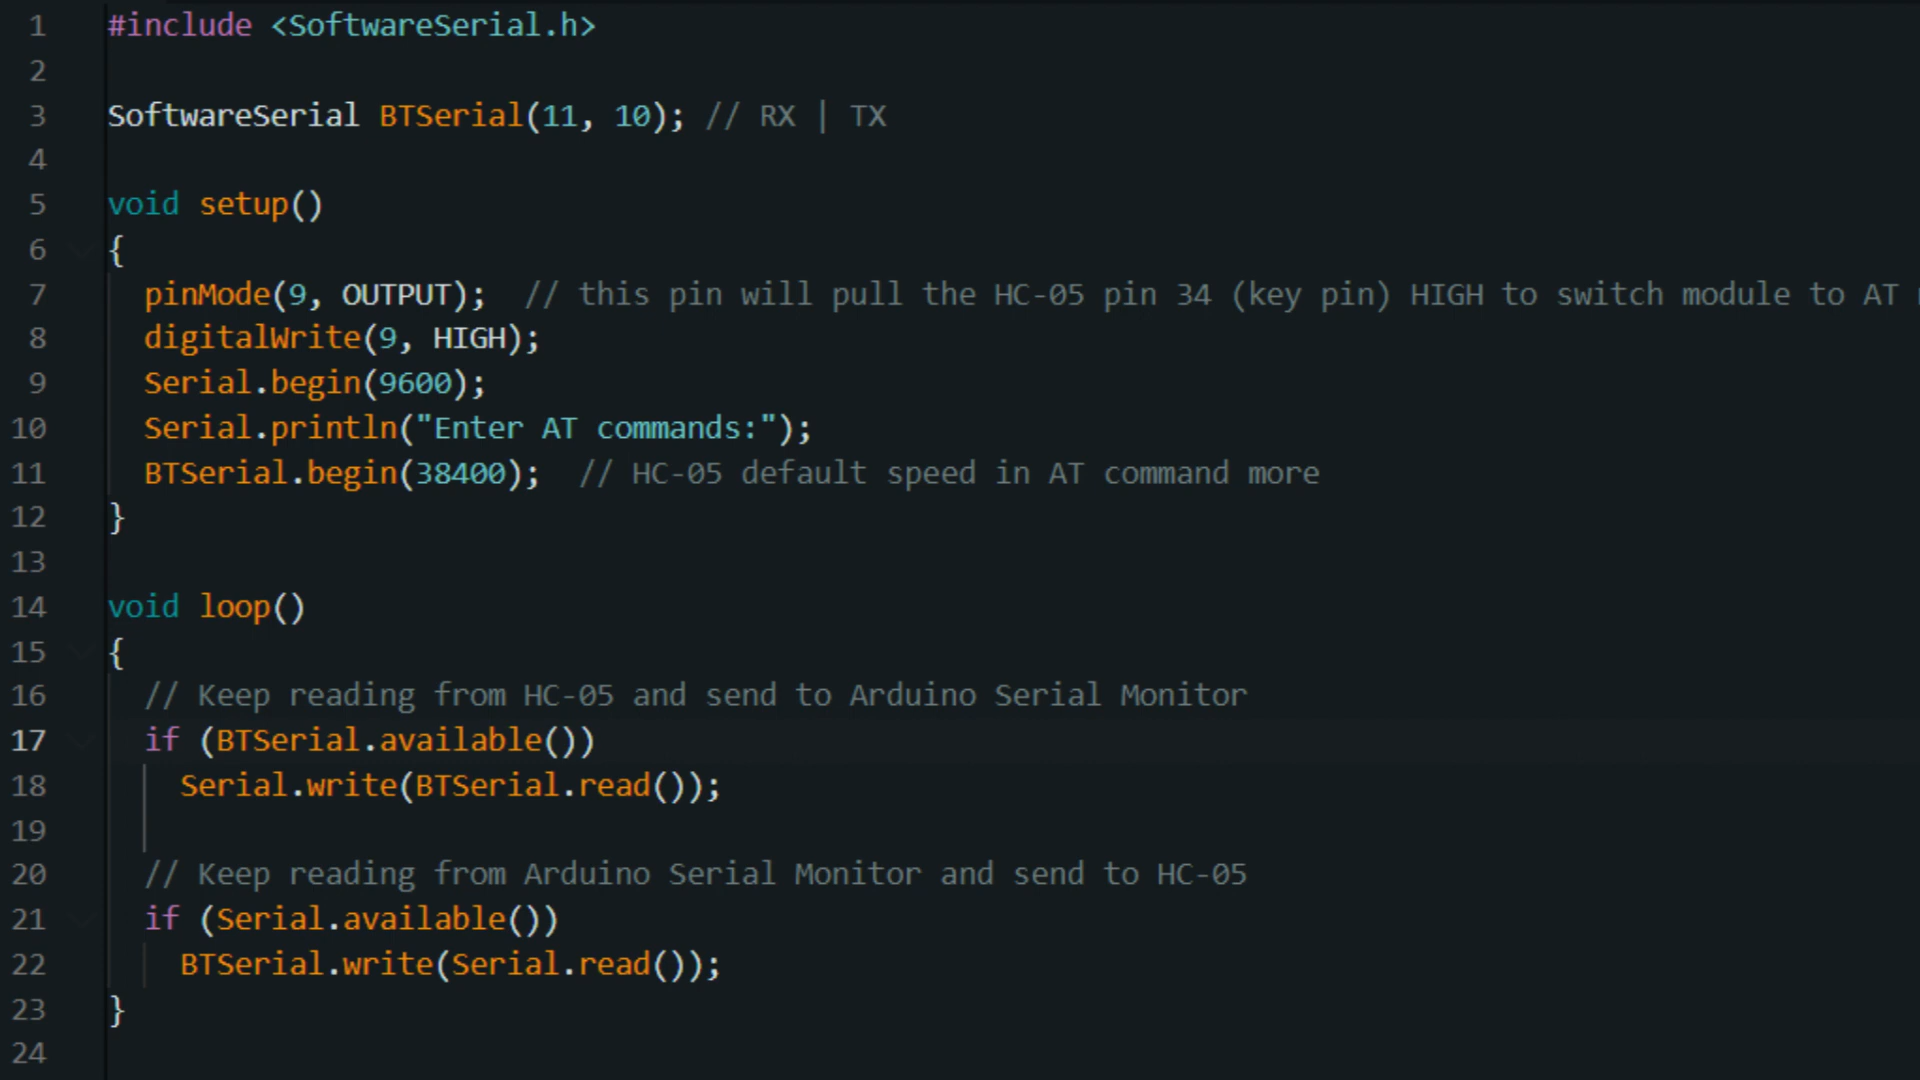 1 #include <SoftwareSerial.h>
2
3 SoftwareSerial BTSerial(11, 10); // RX | TX
4
5 void setup()
6 {
7   pinMode(9, OUTPUT);  // this pin will pull the HC-05 pin 34 (key pin) HIGH to switch module to AT
8   digitalWrite(9, HIGH);
9   Serial.begin(9600);
10   Serial.println("Enter AT commands:");
11   BTSerial.begin(38400);  // HC-05 default speed in AT command more
12 }
13
14 void loop()
15 {
16   // Keep reading from HC-05 and send to Arduino Serial Monitor
17   if (BTSerial.available())
18     Serial.write(BTSerial.read());
19
20   // Keep reading from Arduino Serial Monitor and send to HC-05
21   if (Serial.available())
22     BTSerial.write(Serial.read());
23 }
24